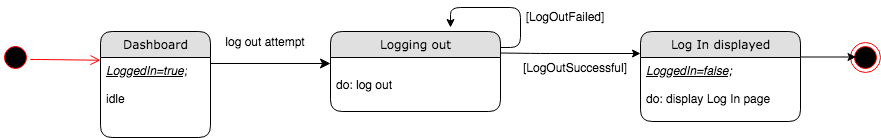 [LogOutFailed]
Dashboard
log out attempt
Logging out
Log In displayed
LoggedIn=true;
[LogOutSuccessful]
LoggedIn=false;
idle
do: log out
do: display Log In page